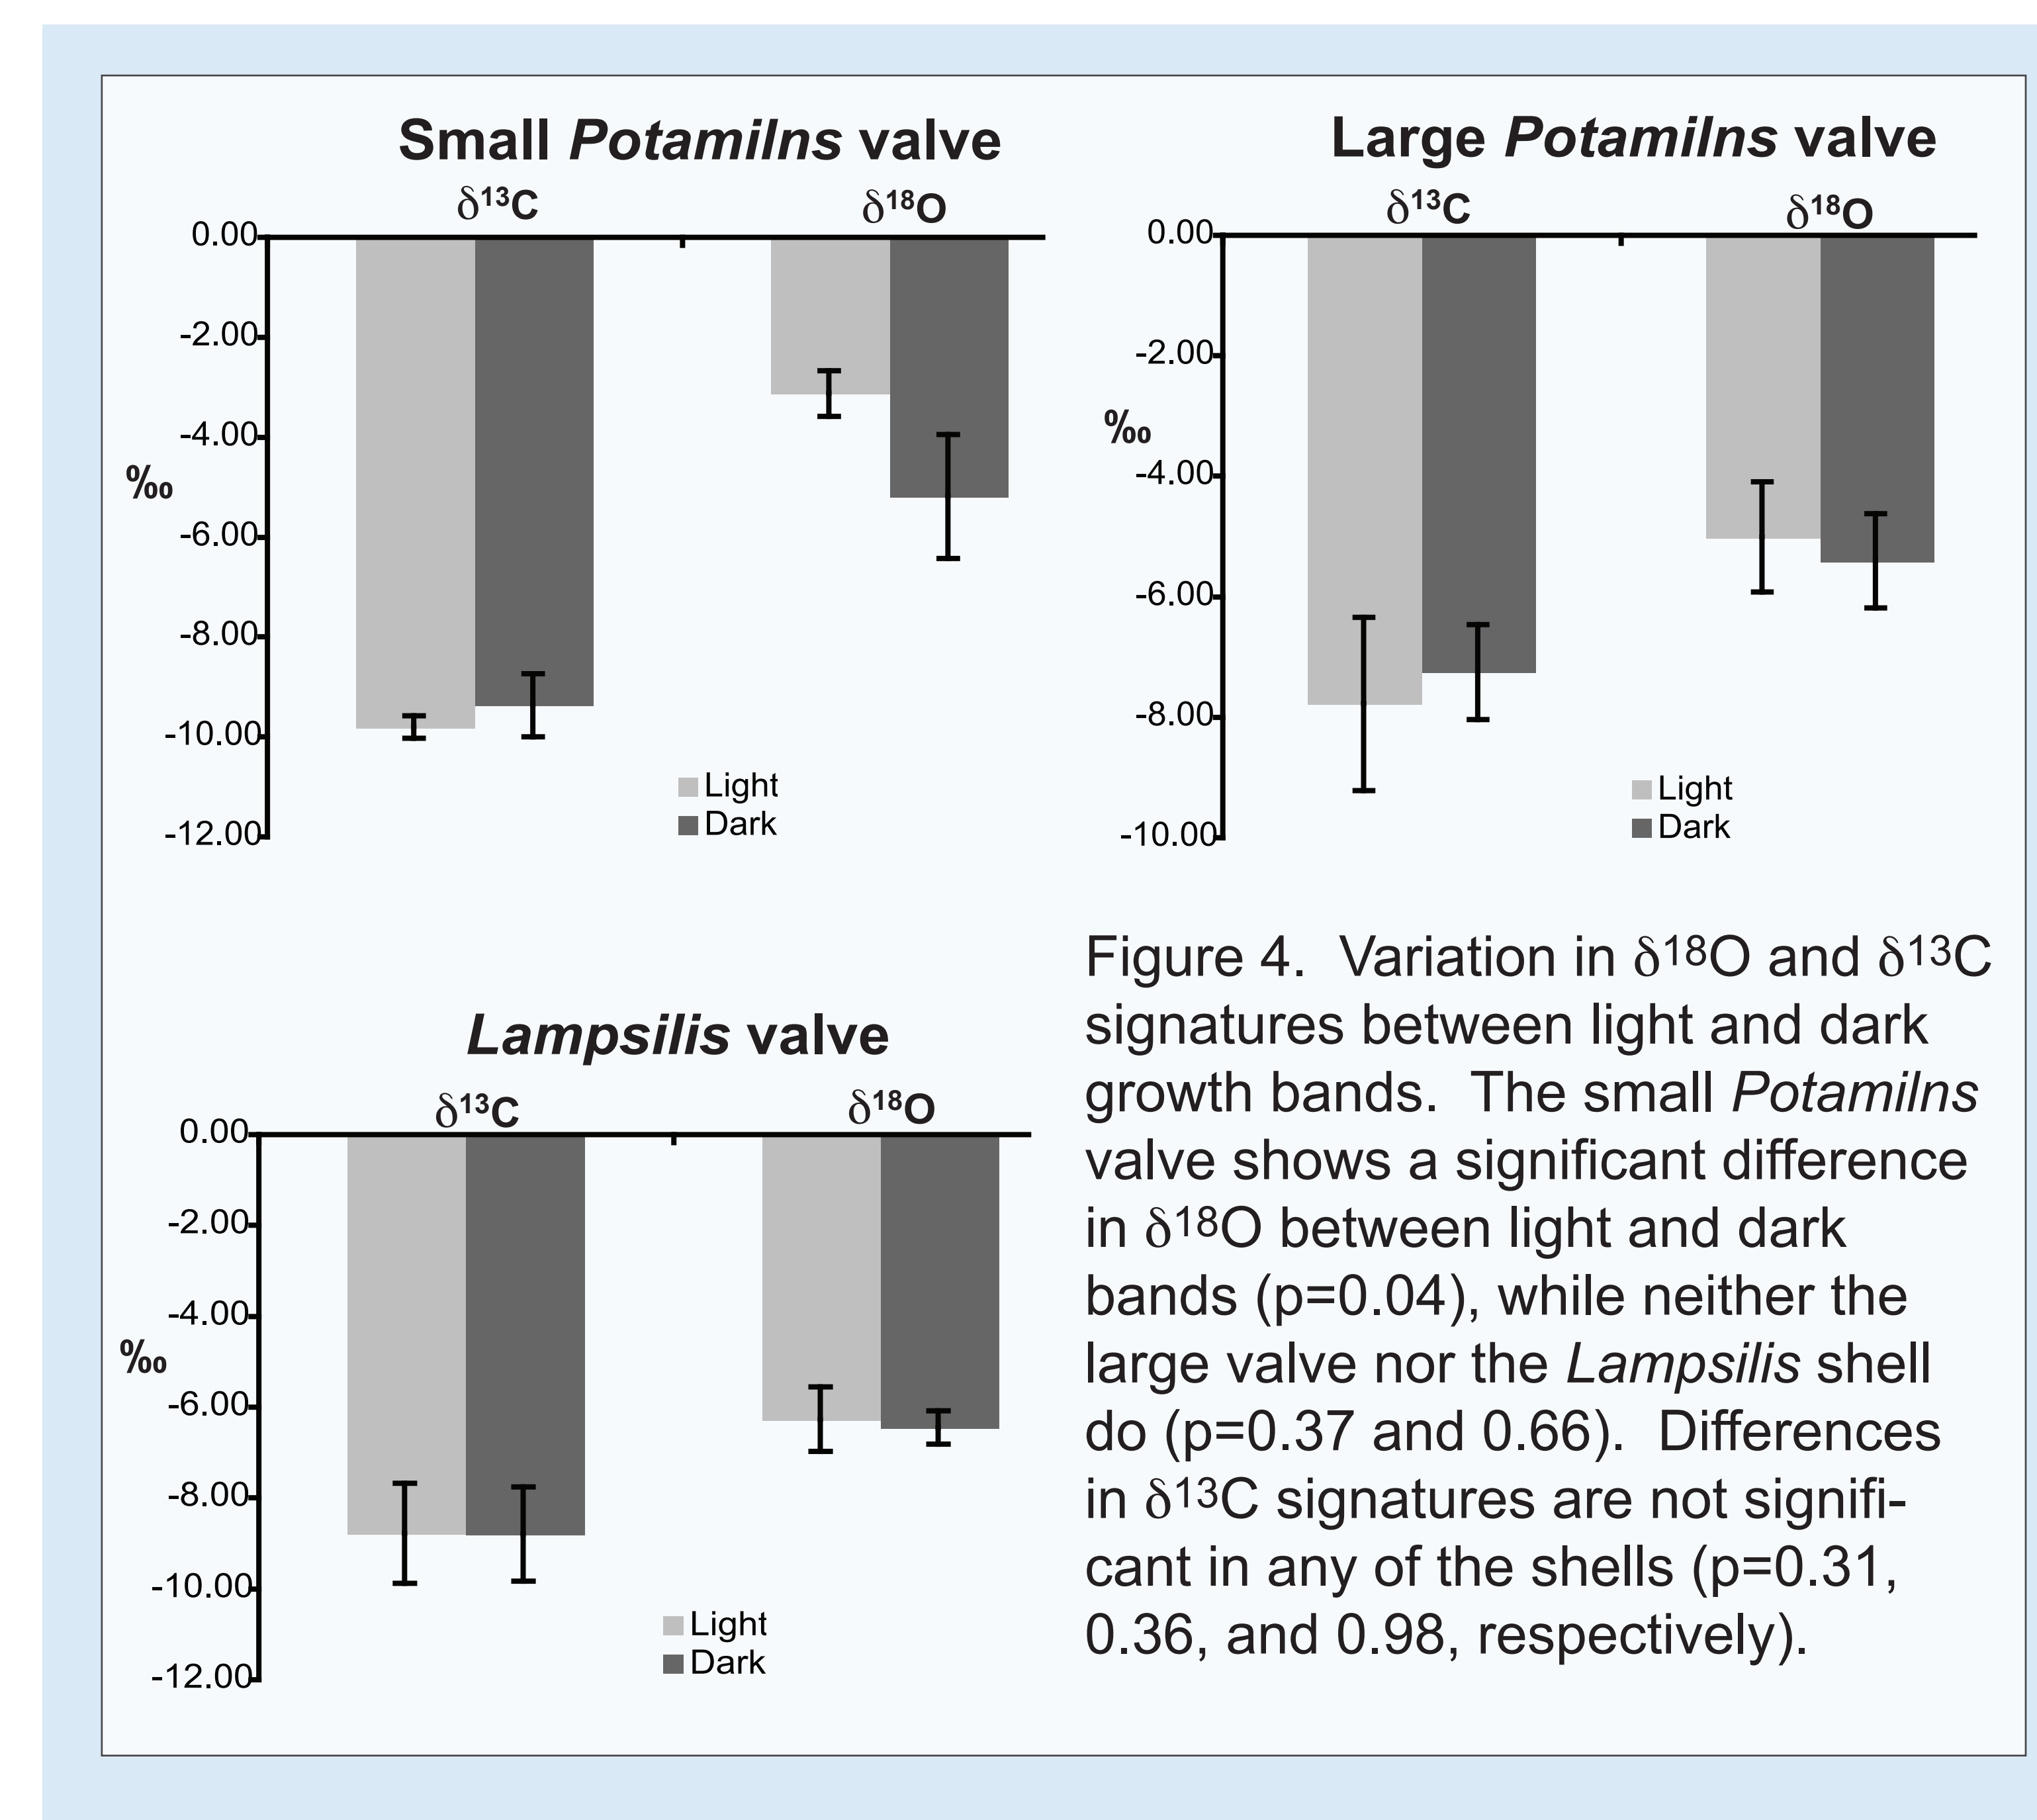 Small Potamilns valve
δ13C
δ18O
0.00
-2.00
-4.00
‰
-6.00
-8.00
-10.00
-12.00
Light
Dark
Large Potamilns valve
δ13C
δ18O
0.00
-2.00
‰
-4.00
-6.00
-8.00
-10.00
Light
Dark
Lampsilis valve
δ13C
δ18O
0.00
-2.00
-4.00
‰
-6.00
-8.00
-10.00
-12.00
Light
Dark
Figure 4. Variation in δ18O and δ13C
signatures between light and dark
growth bands. The small Potamilns
valve shows a significant difference
in δ18O between light and dark
bands (p=0.04), while neither the
large valve nor the Lampsilis shell
do (p=0.37 and 0.66). Differences
in δ13C signatures are not signifi-
cant in any of the shells (p=0.31,
0.36, and 0.98, respectively).